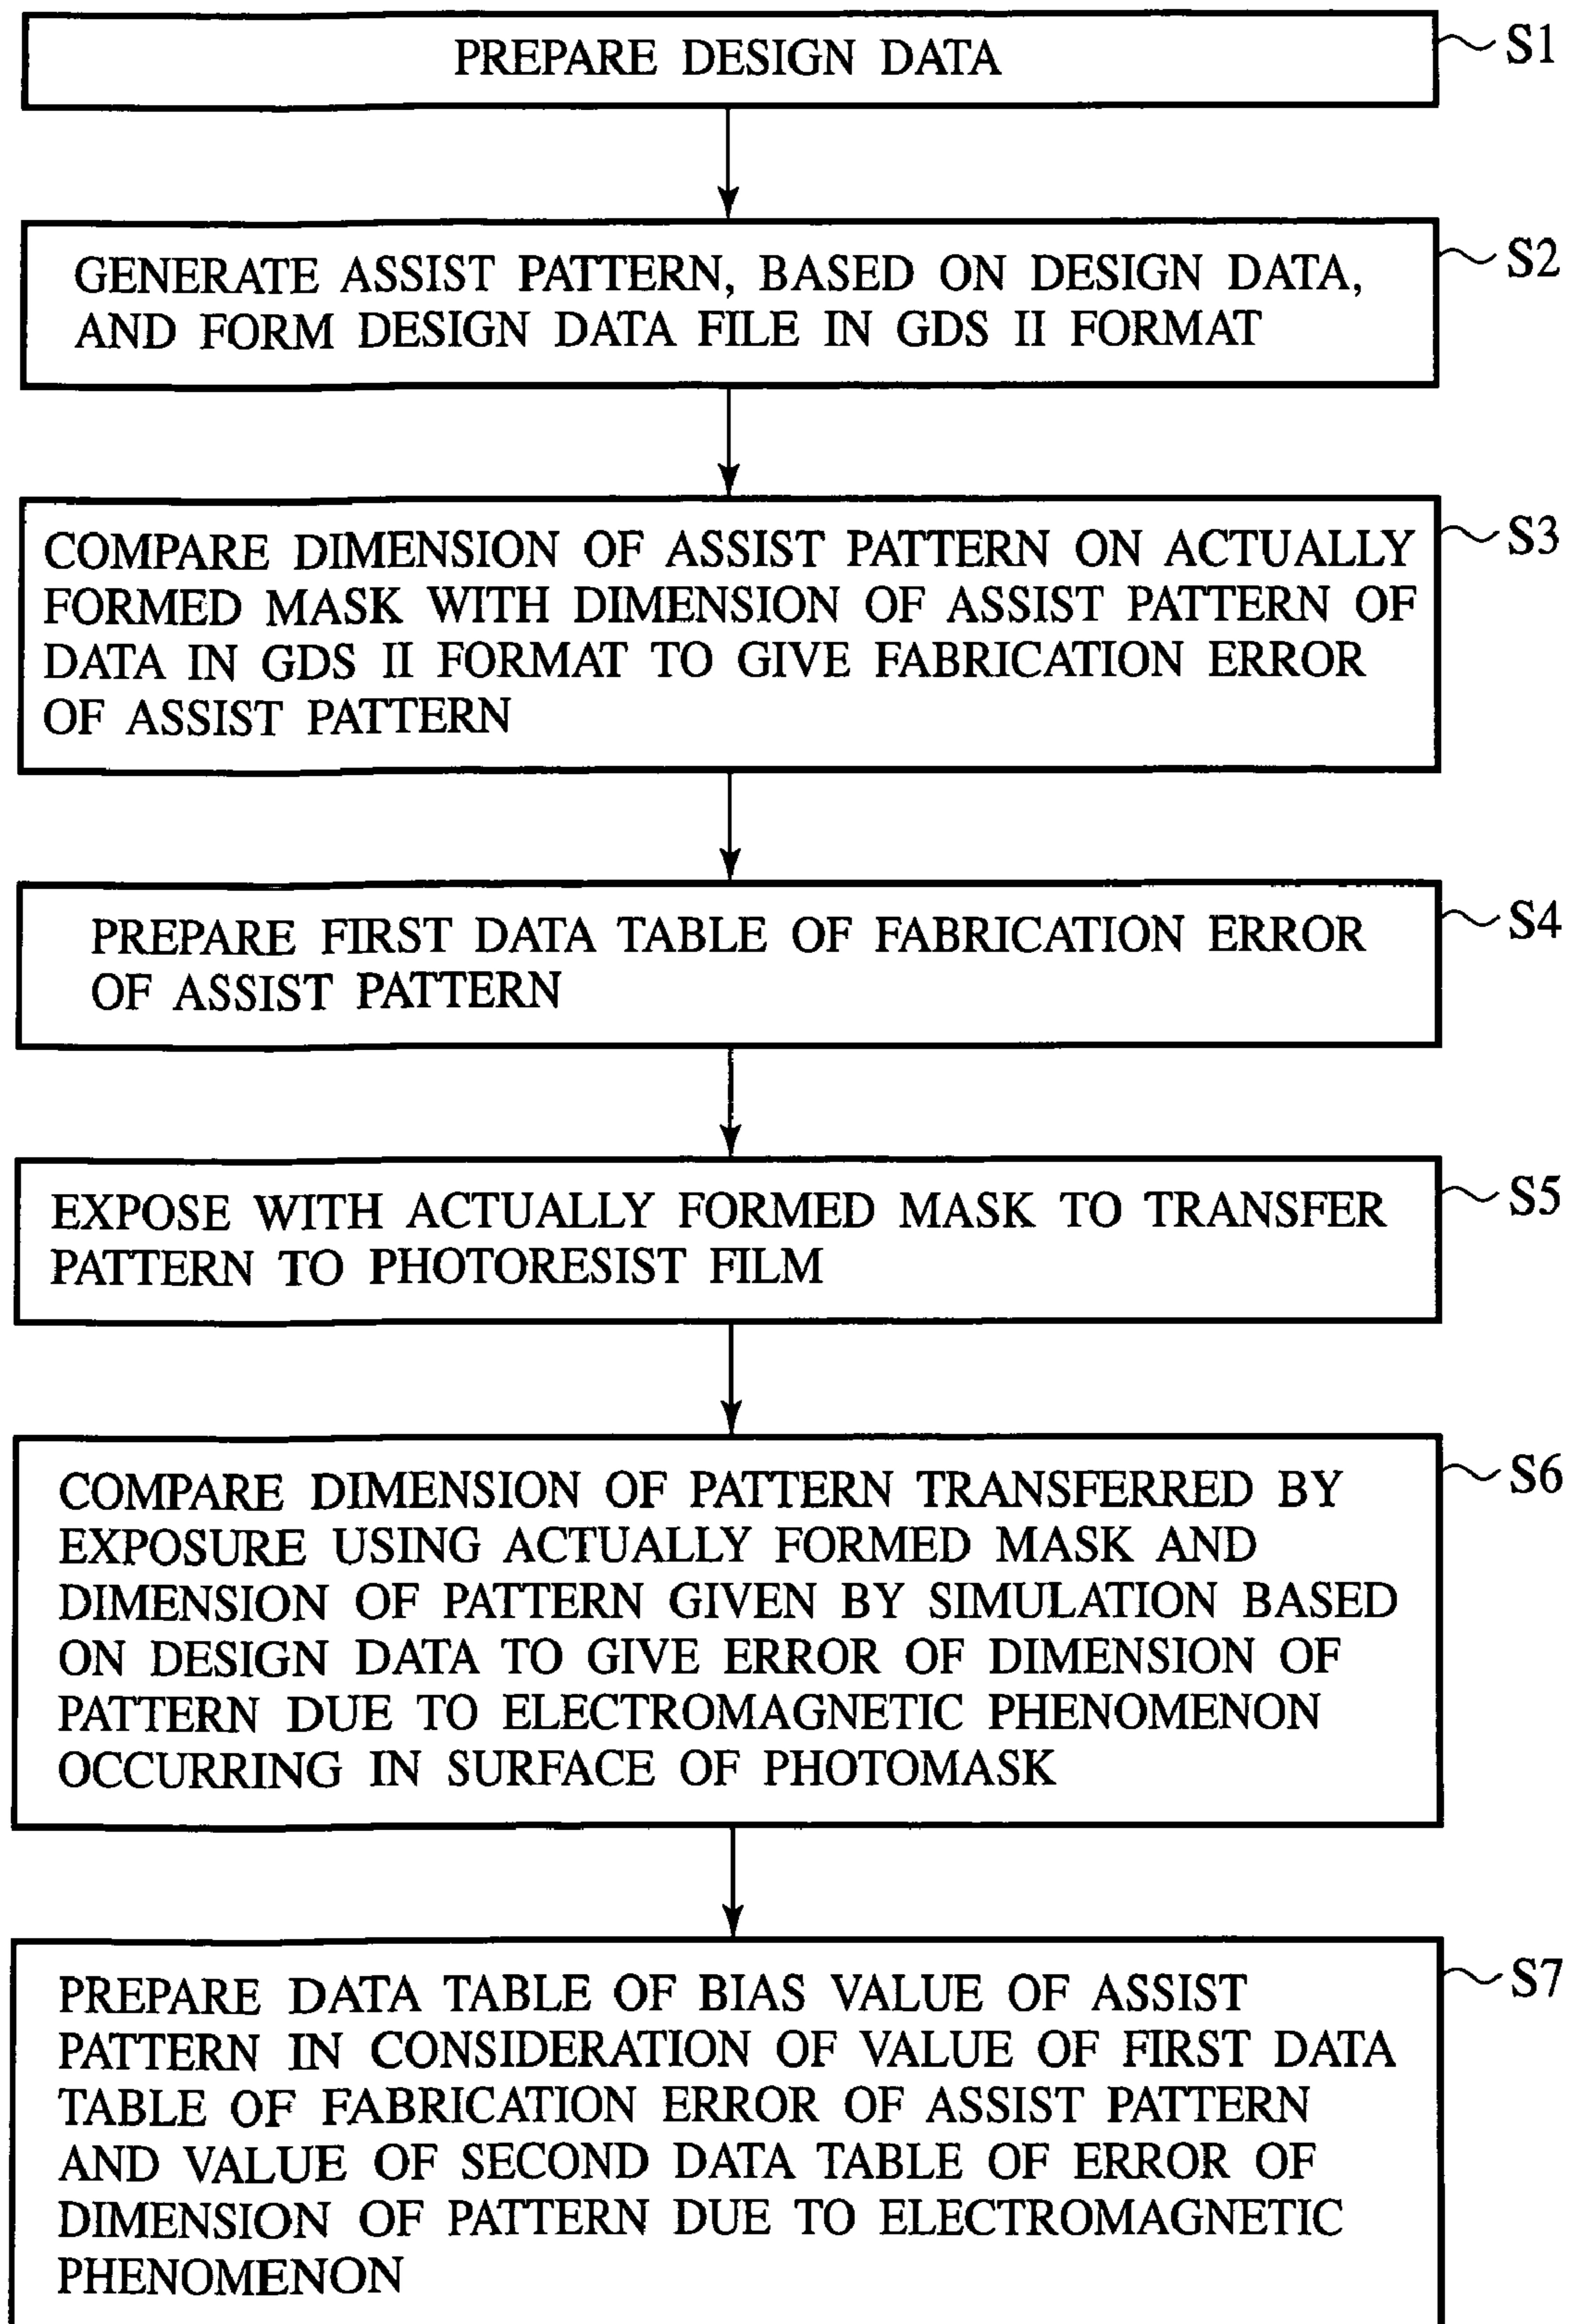 PREPARE DESIGN DATA
S1
GENERATE ASSIST PATTERN, BASED ON DESIGN DATA,
AND FORM DESIGN DATA FILE IN GDS II FORMAT
S2
COMPARE DIMENSION OF ASSIST PATTERN ON ACTUALLY
FORMED MASK WITH DIMENSION OF ASSIST PATTERN OF
DATA IN GDS II FORMAT TO GIVE FABRICATION ERROR
OF ASSIST PATTERN
S3
PREPARE FIRST DATA TABLE OF FABRICATION ERROR
OF ASSIST PATTERN
S4
EXPOSE WITH ACTUALLY FORMED MASK TO TRANSFER
PATTERN TO PHOTORESIST FILM
S5
COMPARE DIMENSION OF PATTERN TRANSFERRED BY
EXPOSURE USING ACTUALLY FORMED MASK AND
DIMENSION OF PATTERN GIVEN BY SIMULATION BASED
ON DESIGN DATA TO GIVE ERROR OF DIMENSION OF
PATTERN DUE TO ELECTROMAGNETIC PHENOMENON
OCCURRING IN SURFACE OF PHOTOMASK
S6
PREPARE DATA TABLE OF BIAS VALUE OF ASSIST
PATTERN IN CONSIDERATION OF VALUE OF FIRST DATA
TABLE OF FABRICATION ERROR OF ASSIST PATTERN
AND VALUE OF SECOND DATA TABLE OF ERROR OF
DIMENSION OF PATTERN DUE TO ELECTROMAGNETIC
PHENOMENON
S7